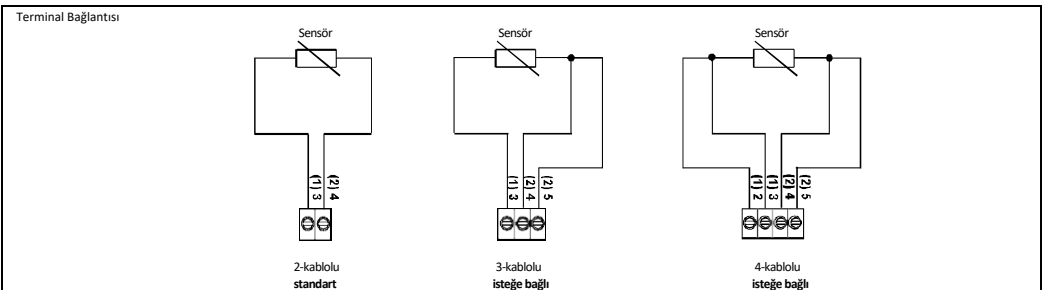 Terminal Bağlantısı
Sensör
(1) 3
(2) 4
2-kablolu
standart
Sensör
(1) 3
(2) 4
(2) 5
3-kablolu
isteğe bağlı
Sensör
(1) 2
(1) 3
(2) 4
(2) 5
4-kablolu
isteğe bağlı